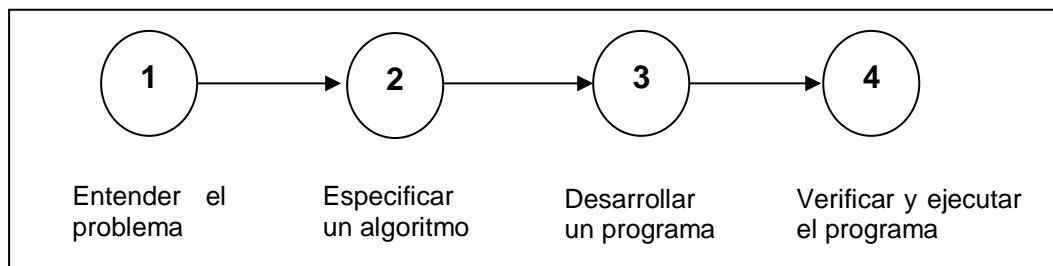 1
2
3
4
Entender el
problema
Especificar
un algoritmo
Desarrollar
un programa
Verificar y ejecutar
el programa